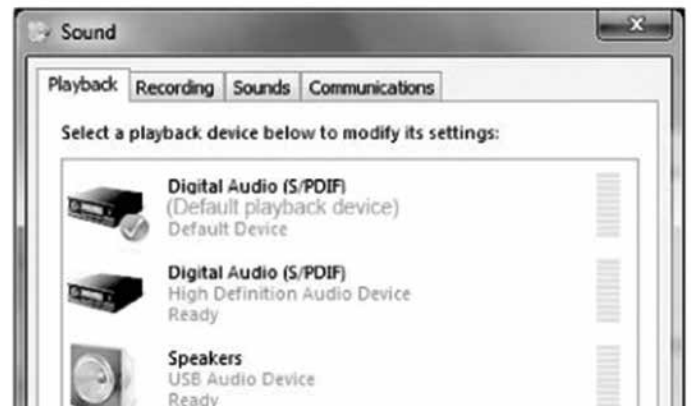 Sound
Playback Recording Sounds Communications
Select a playback device below to modify its settings:
Digital Audio (S/PDIF)
(Default playback device)
Default Device
Digital Audio (S/PDIF)
High Definition Audio Device
Ready
Speakers
USB Audio Device
Ready